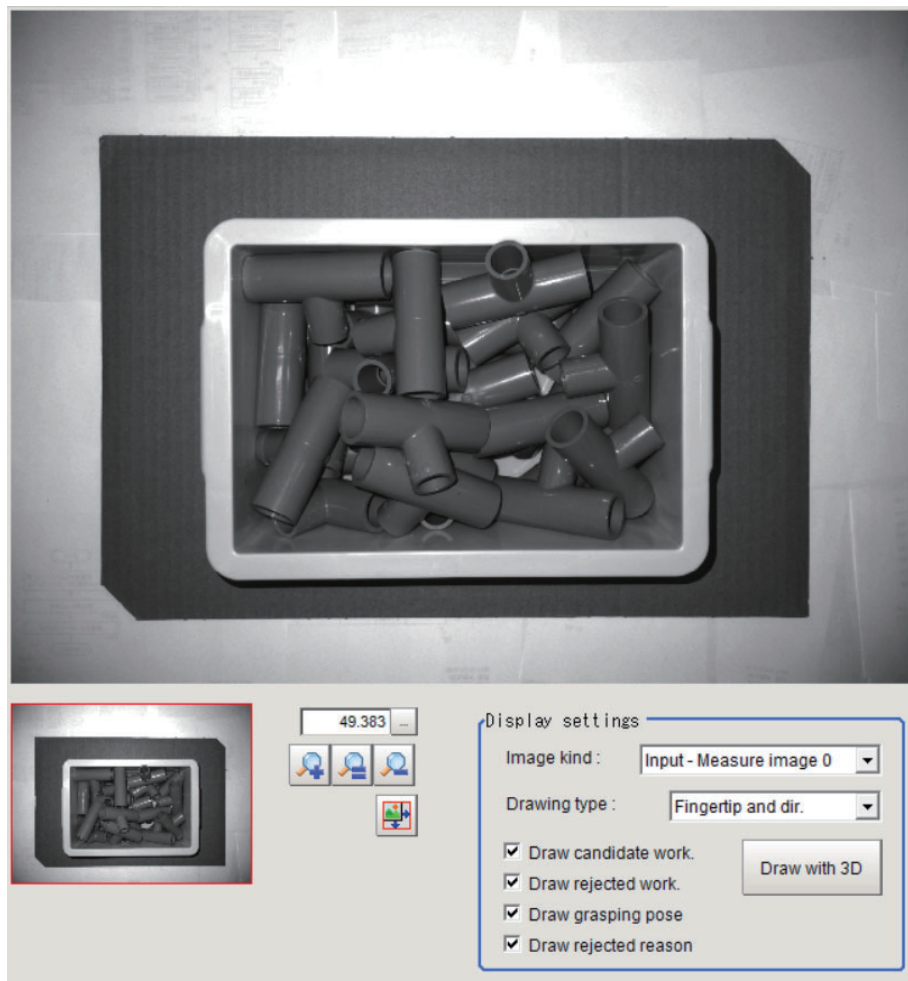 49.383 ...
Display settings
Image kind : Input - Measure image 0
Drawing type : Fingertip and dir.
Draw candidate work.
Draw with 3D
Draw rejected work.
Draw grasping pose
Draw rejected reason